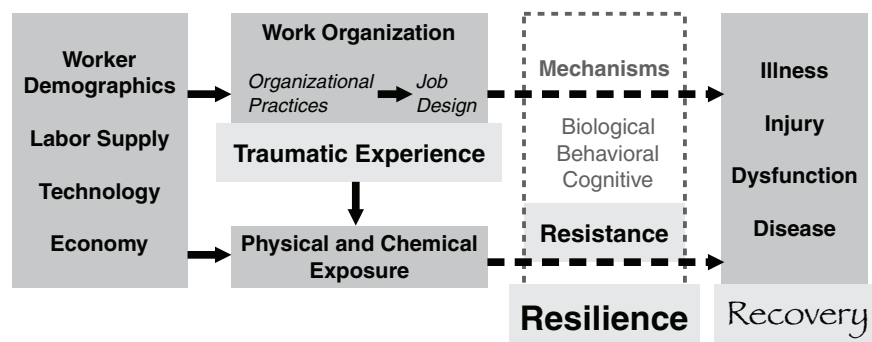 Worker
Demographics
Labor Supply
Technology
Economy
Work Organization
Organizational
Practices
Job
Design
Traumatic Experience
Physical and Chemical
Exposure
Mechanisms
Biological
Behavioral
Cognitive
Resistance
Resilience
Illness
Injury
Dysfunction
Disease
Recovery